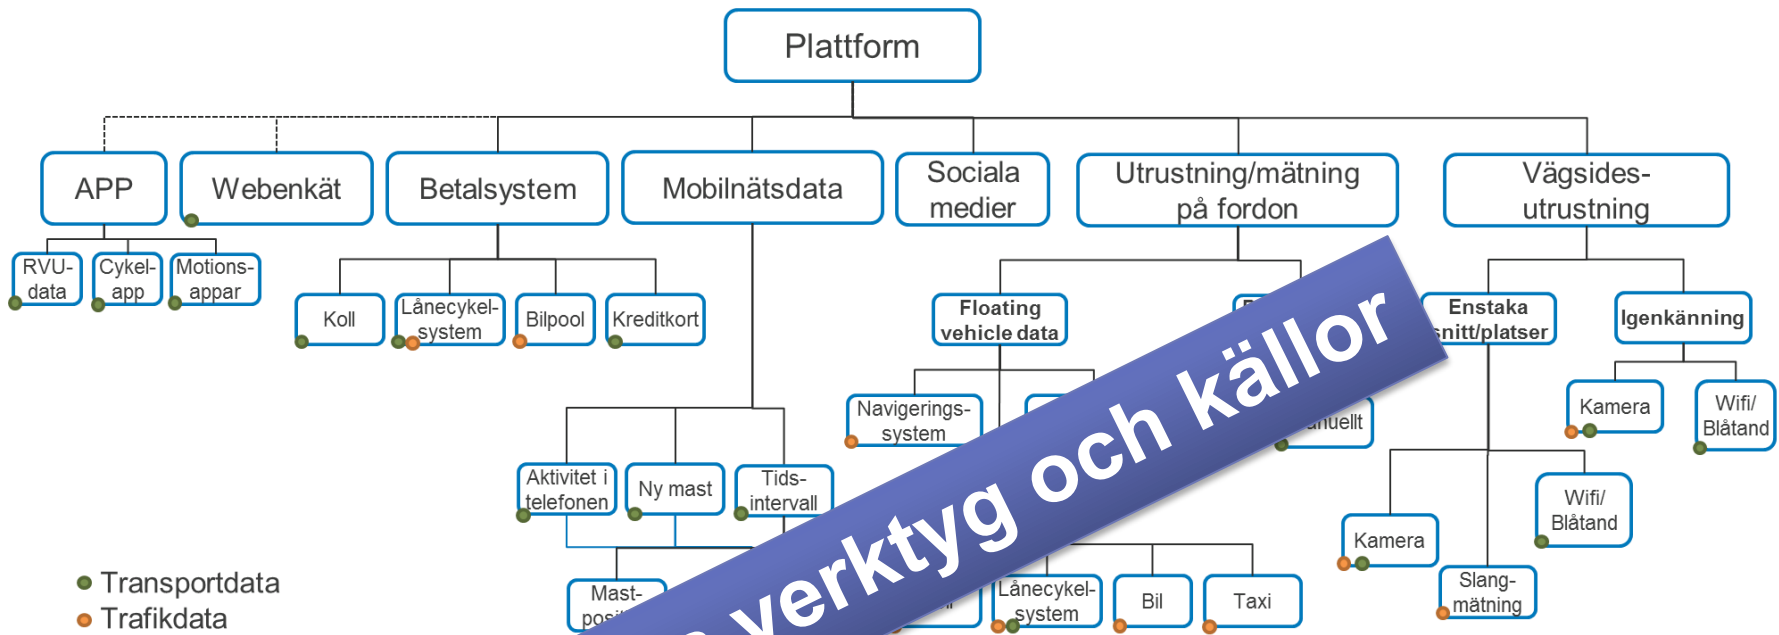 Plattform
APP
Webenkät
Betalsystem
Mobilnätsdata
Sociala
medier
Utrustning/mätning
på fordon
Vägsides-
utrustning
RVU-
data
Cykel-
app
Motions-
appar
Koll
Lånecykel-
system
Bilpool
Kreditkort
Floating
vehicle data
Enstaka
snitt/platser
Igenkänning
Navigerings-
system
Kamera
Wifi/
Blåtand
Aktivitet i
telefonen
Ny mast
Tids-
intervall
Kamera
Wifi/
Blåtand
Slang-
mätning
Mast-
Lånecykel-
system
Bil
Taxi
verktyg och källor
Transportdata
Trafikdata